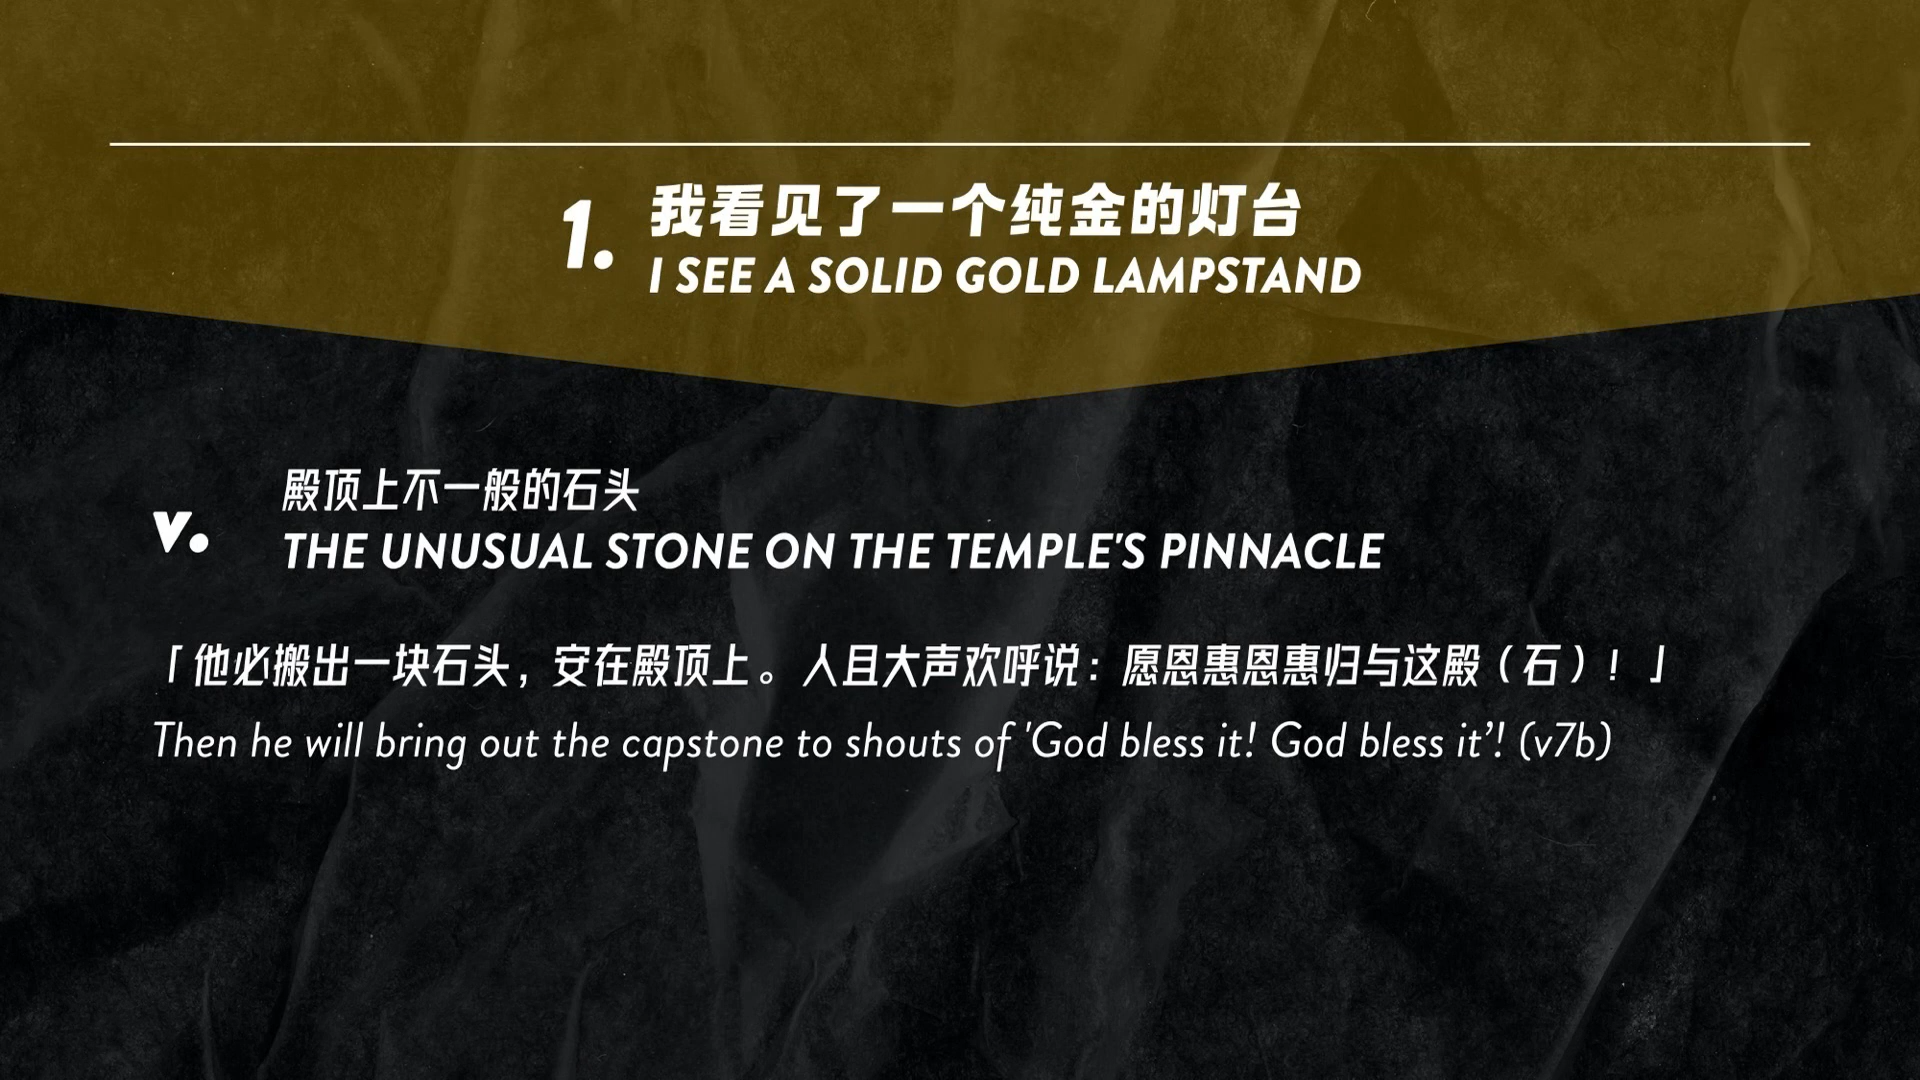 1. 我看见了一个纯金的灯台
I SEE A SOLID GOLD LAMPSTAND
v. 殿顶上不一般的石头
THE UNUSUAL STONE ON THE TEMPLE'S PINNACLE
「他必搬出一块石头，安在殿顶上。人且大声欢呼说：愿恩惠恩惠归与这殿（石）！」
Then he will bring out the capstone to shouts of 'God bless it! God bless it’! (v7b)